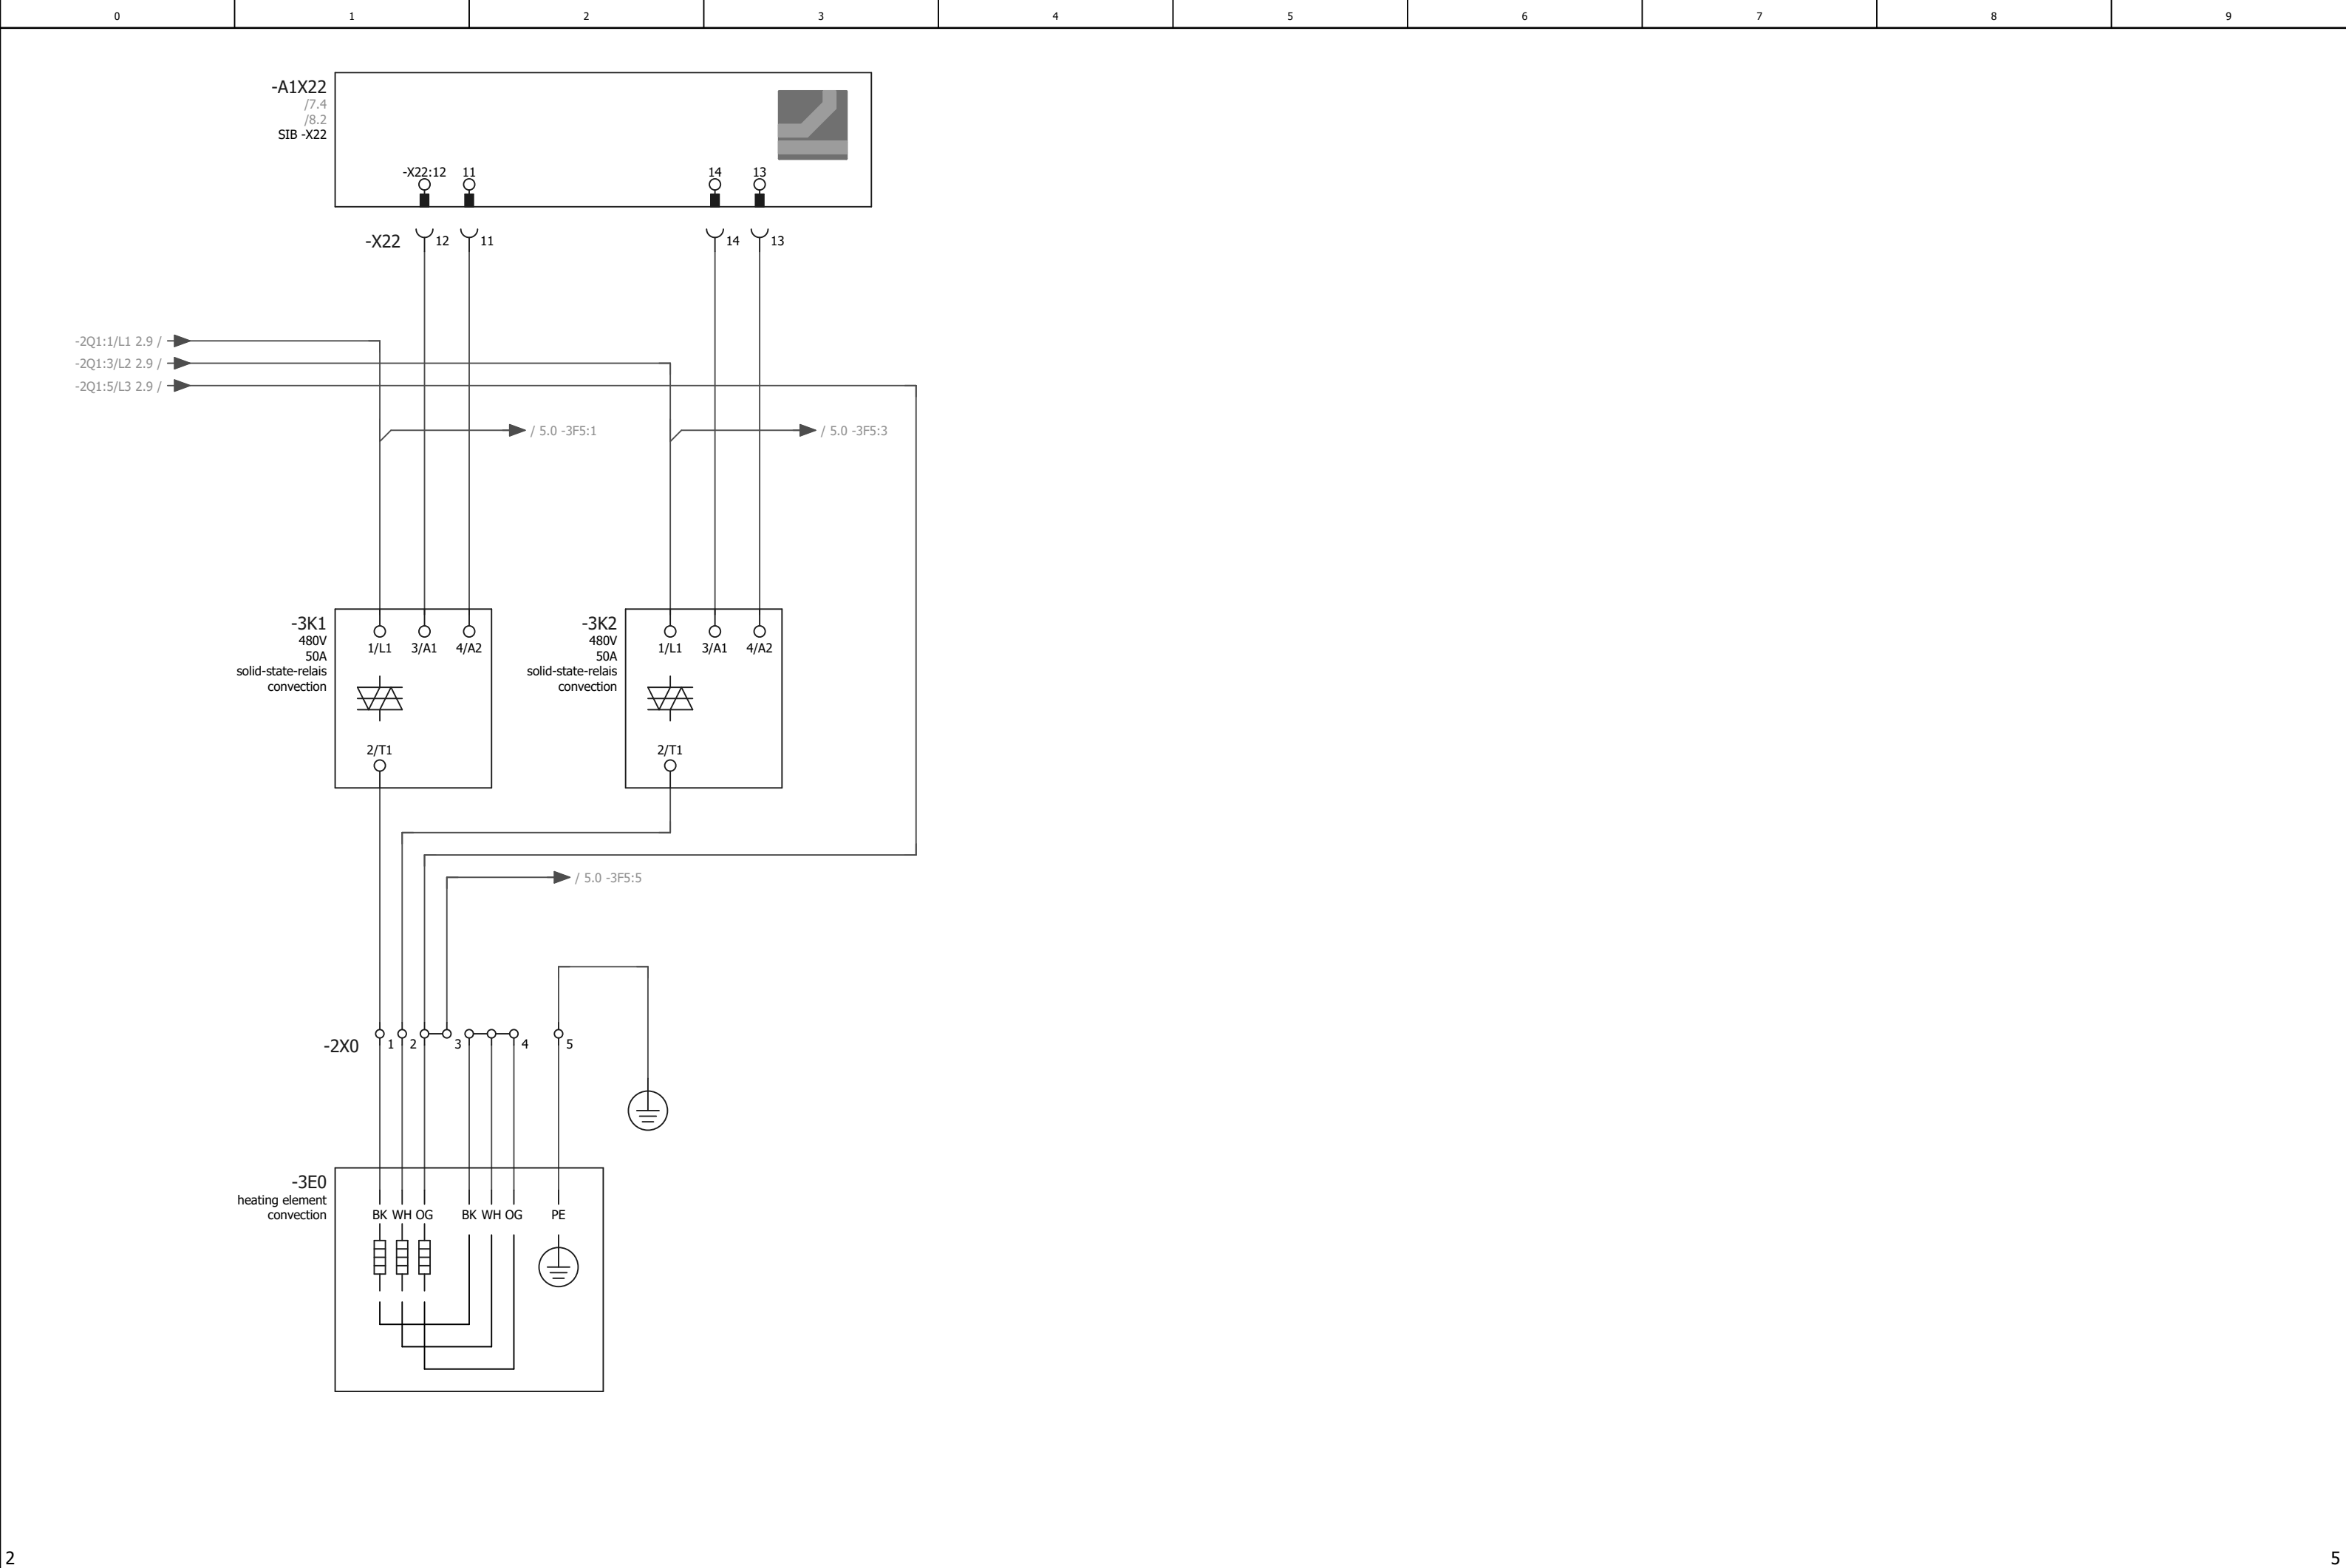 0 1 2 3 4 5 6 7 8 9
-A1X22
/7.4
/8.2
SIB -X22
-X22:12 11 14 13
-X22 12 11 14 13
-2Q1:1/L1 2.9 /
-2Q1:3/L2 2.9 /
-2Q1:5/L3 2.9 /
/ 5.0 -3F5:1 / 5.0 -3F5:3
-3K1
480V
50A
solid-state-relais
convection
1/L1 3/A1 4/A2
2/T1
-3K2
480V
50A
solid-state-relais
convection
1/L1 3/A1 4/A2
2/T1
/ 5.0 -3F5:5
-2X0 1 2 3 4 5
-3E0
heating element
convection
BK WH OG BK WH OG PE
2 5